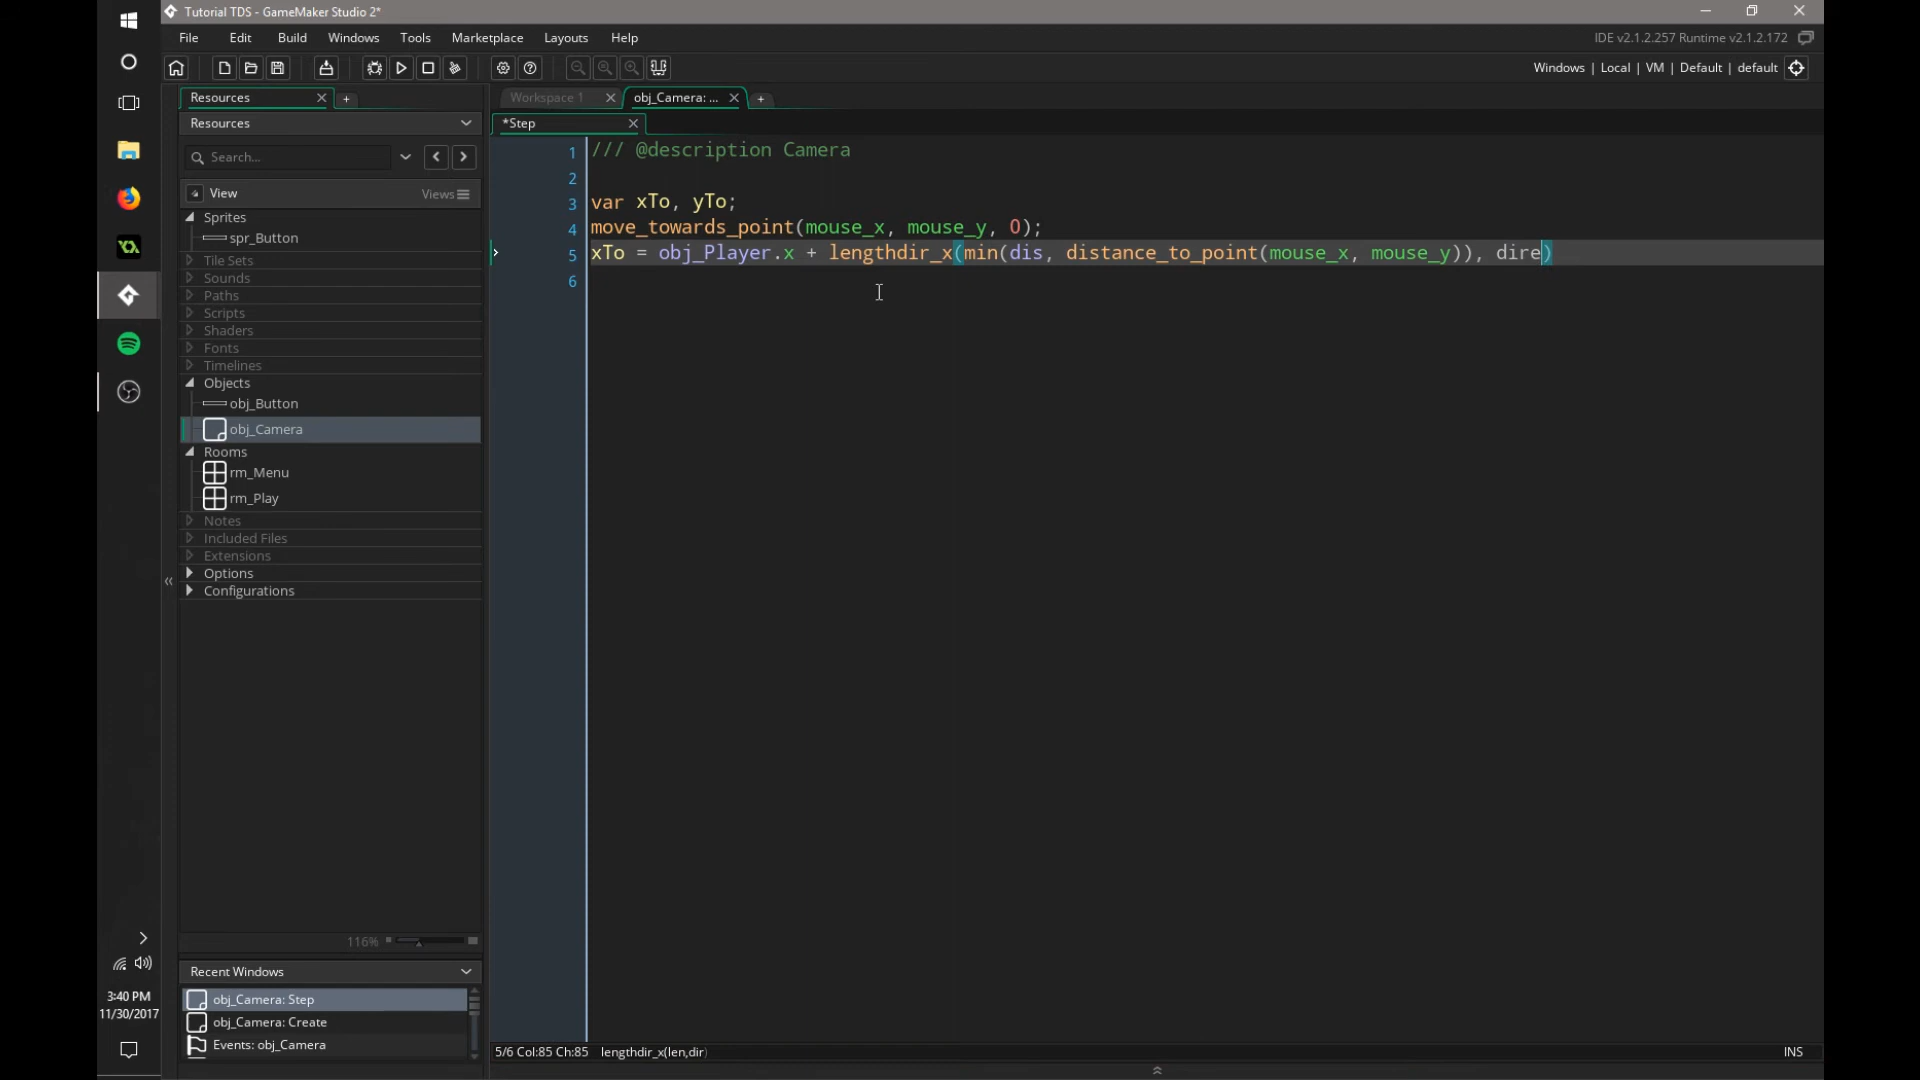 Tutorial TDS - GameMaker Studio 2*
File Edit Build Windows Tools Marketplace Layouts Help
IDE v2.1.2.257 Runtime v2.1.2.172
Windows | Local | VM | Default | default
Resources
Workspace 1
obj_Camera: ...
Resources
*Step
Search...
View
Views
Sprites
spr_Button
Tile Sets
Sounds
Paths
Scripts
Shaders
Fonts
Timelines
Objects
obj_Button
obj_Camera
Rooms
rm_Menu
rm_Play
Notes
Included Files
Extensions
Options
Configurations
116%
Recent Windows
obj_Camera: Step
obj_Camera: Create
Events: obj_Camera
1 /// @description Camera
2
3 var xTo, yTo;
4 move_towards_point(mouse_x, mouse_y, 0);
5 xTo = obj_Player.x + lengthdir_x(min(dis, distance_to_point(mouse_x, mouse_y)), dire)
6
5/6 Col:85 Ch:85 lengthdir_x(len,dir)
INS
3:40 PM
11/30/2017